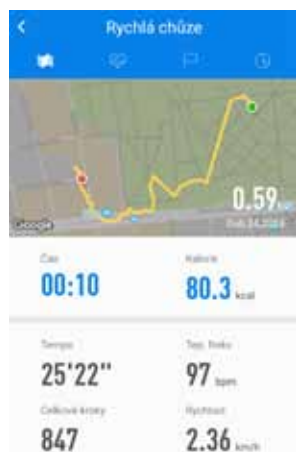 Rychlá chůze
0.59
Google
Čas
Kalorie
00:10
80.3 kcal
Tempo
Tep. frekv.
25'22"
97 bpm
Celkové kroky
Rychlost
847
2.36 km/h